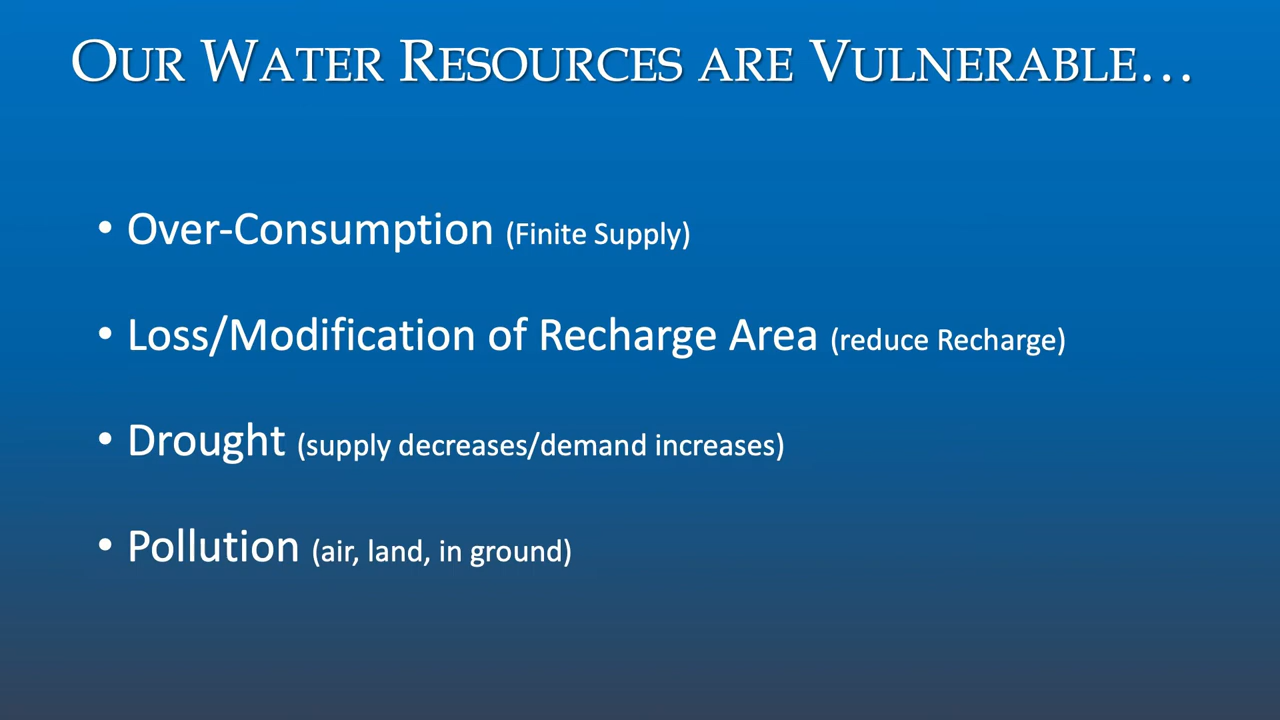 OUR WATER RESOURCES ARE VULNERABLE...
• Over-Consumption (Finite Supply)
• Loss/Modification of Recharge Area (reduce Recharge)
• Drought (supply decreases/demand increases)
• Pollution (air, land, in ground)